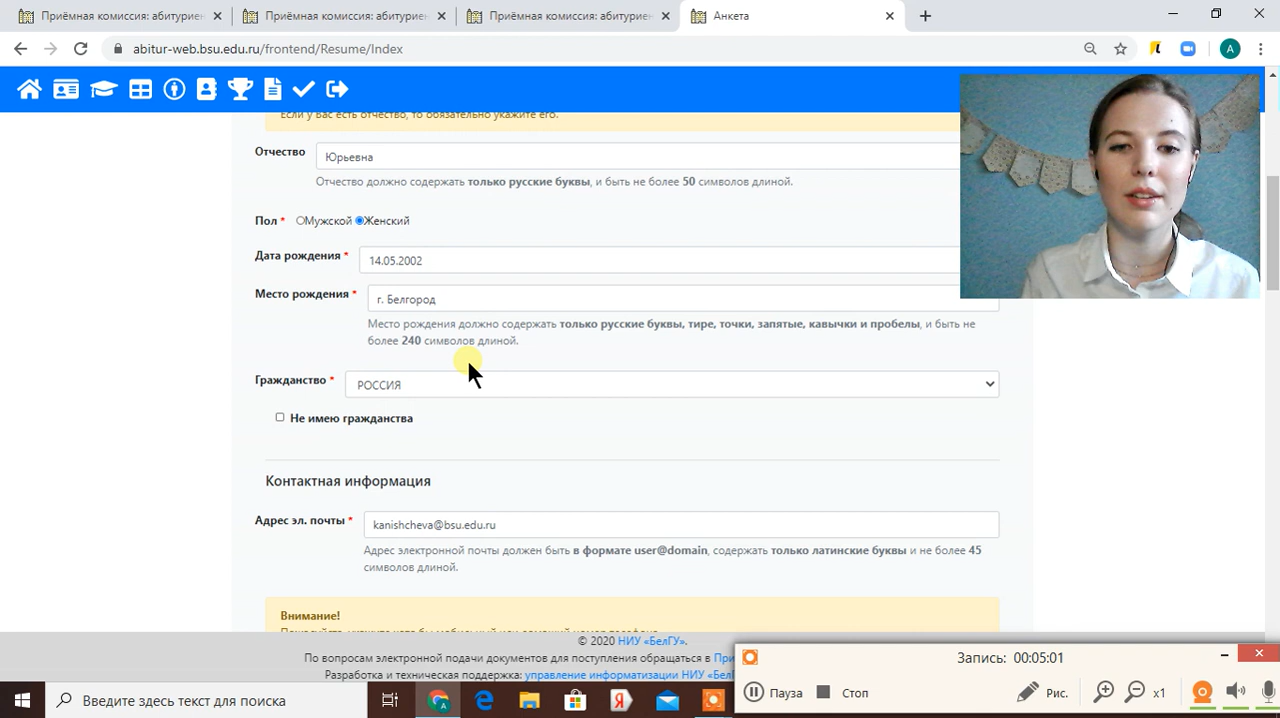 Приёмная комиссия: абитуриен
Приёмная комиссия: абитуриен
Приёмная комиссия: абитуриен
Анкета
abitur-web.bsu.edu.ru/frontend/Resume/Index
А
Если у Вас есть отчество, то обязательно укажите его.
Отчество
Юрьевна
Отчество должно содержать только русские буквы, и быть не более 50 символов длиной.
Пол * Мужской Женский
Дата рождения *
14.05.2002
Место рождения *
г. Белгород
Место рождения должно содержать только русские буквы, тире, точки, запятые, кавычки и пробелы, и быть не
более 240 символов длиной.
Гражданство *
РОССИЯ
Не имею гражданства
Контактная информация
Адрес эл. почты *
kanishcheva@bsu.edu.ru
Адрес электронной почты должен быть в формате user@domain, содержать только латинские буквы и не более 45
символов длиной.
Внимание!
© 2020 НИУ «БелГУ».
По вопросам электронной подачи документов для поступления обращаться в При
Разработка и техническая поддержка: управление информатизации НИУ «Бел
Запись: 00:05:01
Пауза Стоп Рис. x1
Введите здесь текст для поиска
Я